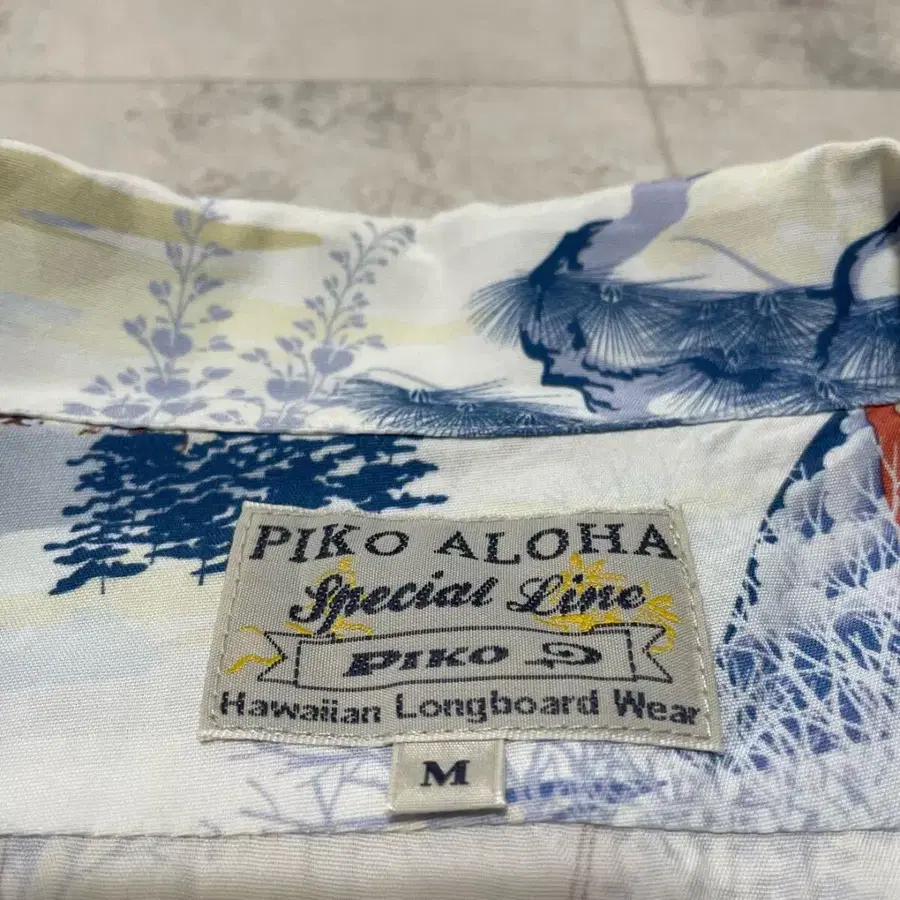 PIKO ALOHA
Special Line
PIKO
Hawaiian Longboard Wear
M